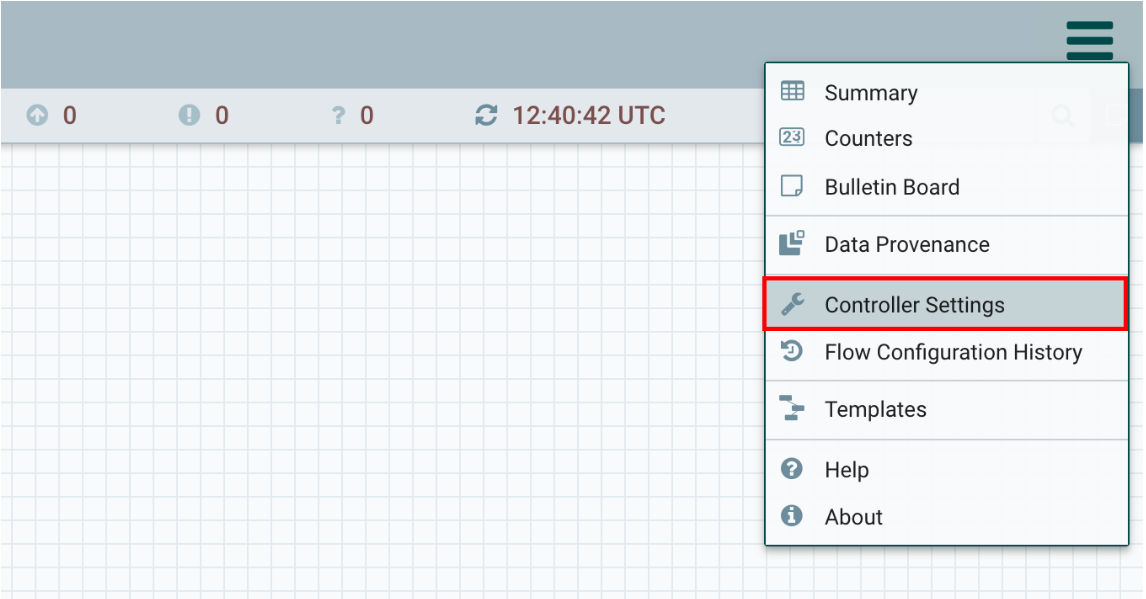 0 0 ? 0 12:40:42 UTC
Summary
Counters
Bulletin Board
Data Provenance
Controller Settings
Flow Configuration History
Templates
Help
About